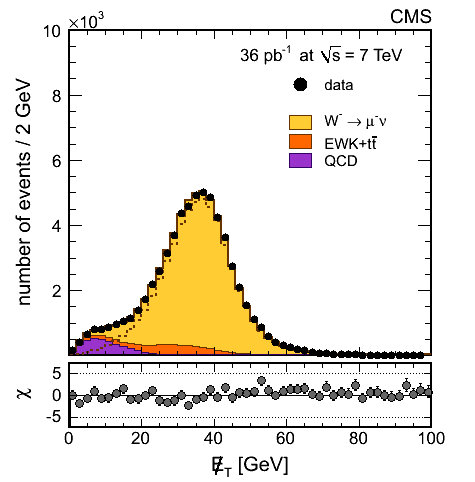 ×10³
CMS
36 pb⁻¹ at √s = 7 TeV
data
W⁻ → μ⁻ν
EWK+tt̄
QCD
number of events / 2 GeV
10
8
6
4
2
χ
5
0
-5
0 20 40 60 80 100
E̸_T [GeV]